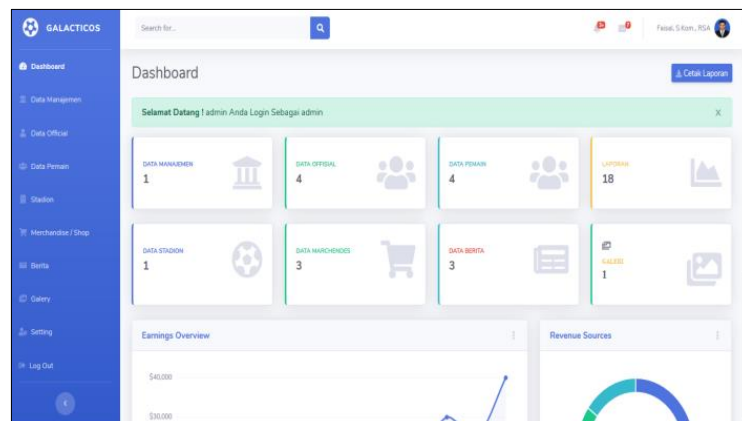 GALACTICOS
Search for...
3+
7
Faisal, S.Kom., RSA
Dashboard
Data Manajemen
Data Official
Data Pemain
Stadion
Merchandise / Shop
Berita
Galery
Setting
Log Out
Dashboard
Cetak Laporan
Selamat Datang ! admin Anda Login Sebagai admin
X
DATA MANAJEMEN
1
DATA OFFISIAL
4
DATA PEMAIN
4
LAPORAN
18
DATA STADION
1
DATA MARCHENDES
3
DATA BERITA
3
GALERI
1
Earnings Overview
Revenue Sources
$40,000
$30,000